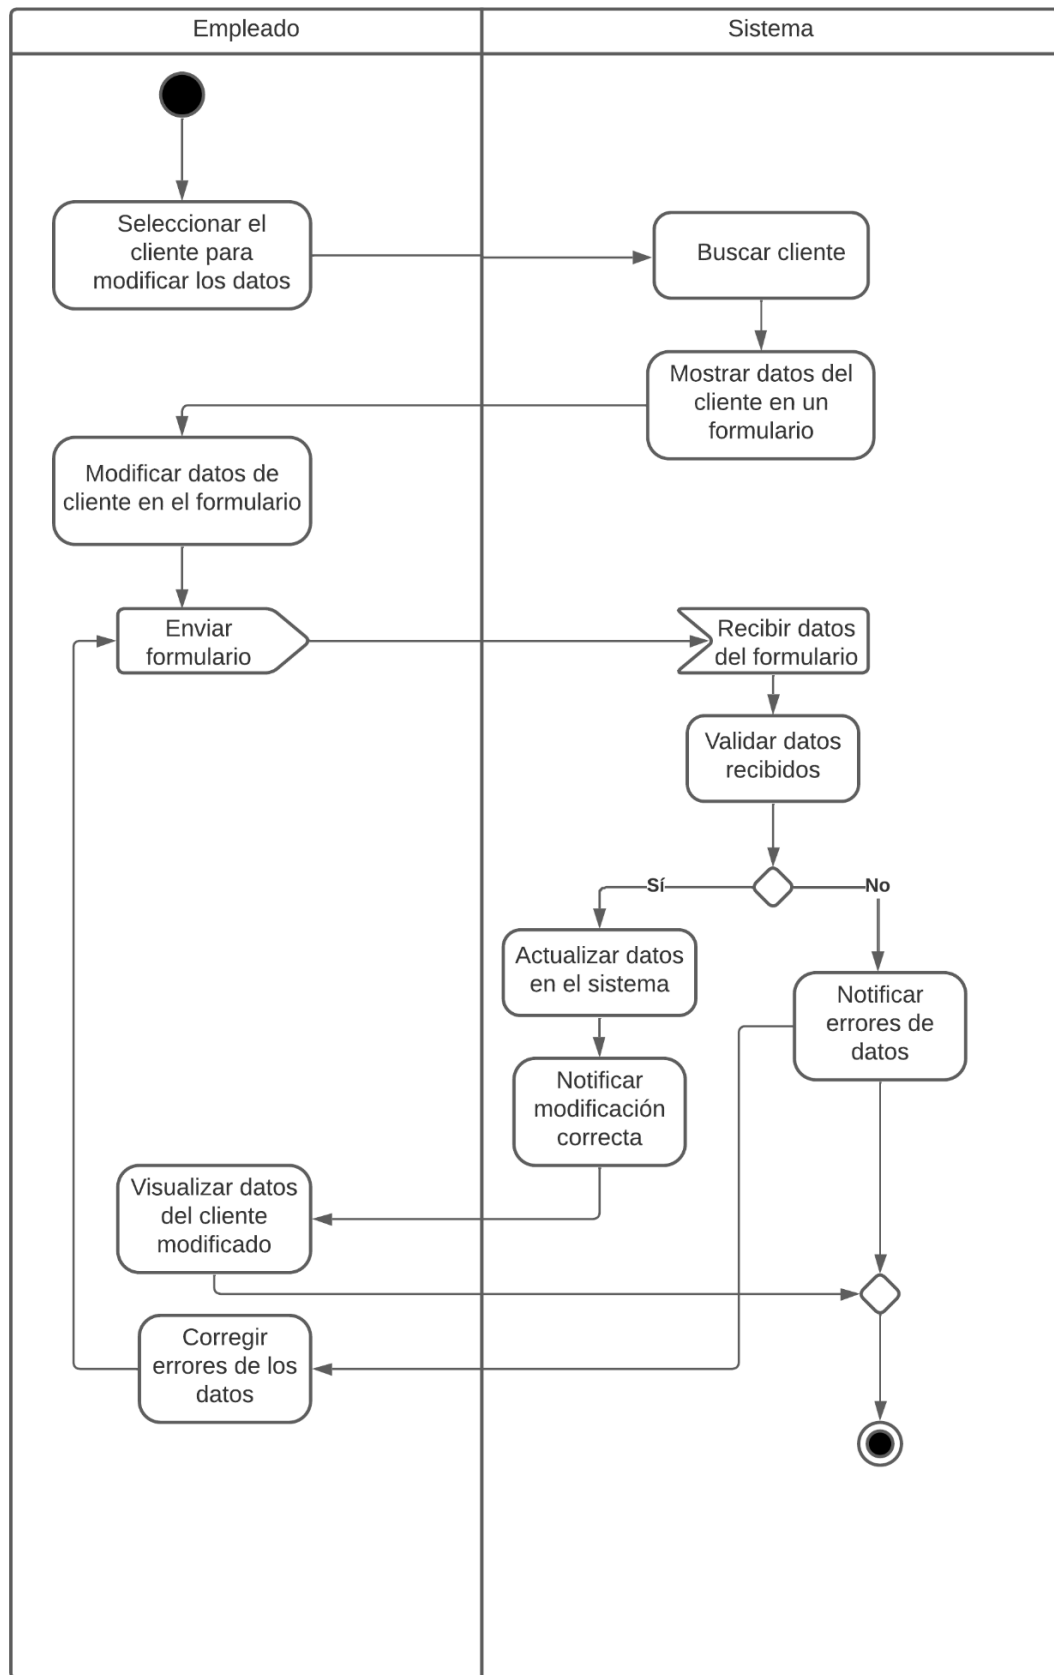 Empleado
Sistema
Seleccionar el
cliente para
modificar los datos
Buscar cliente
Mostrar datos del
cliente en un
formulario
Modificar datos de
cliente en el formulario
Enviar
formulario
Recibir datos
del formulario
Validar datos
recibidos
Sí
No
Actualizar datos
en el sistema
Notificar
errores de
datos
Notificar
modificación
correcta
Visualizar datos
del cliente
modificado
Corregir
errores de los
datos